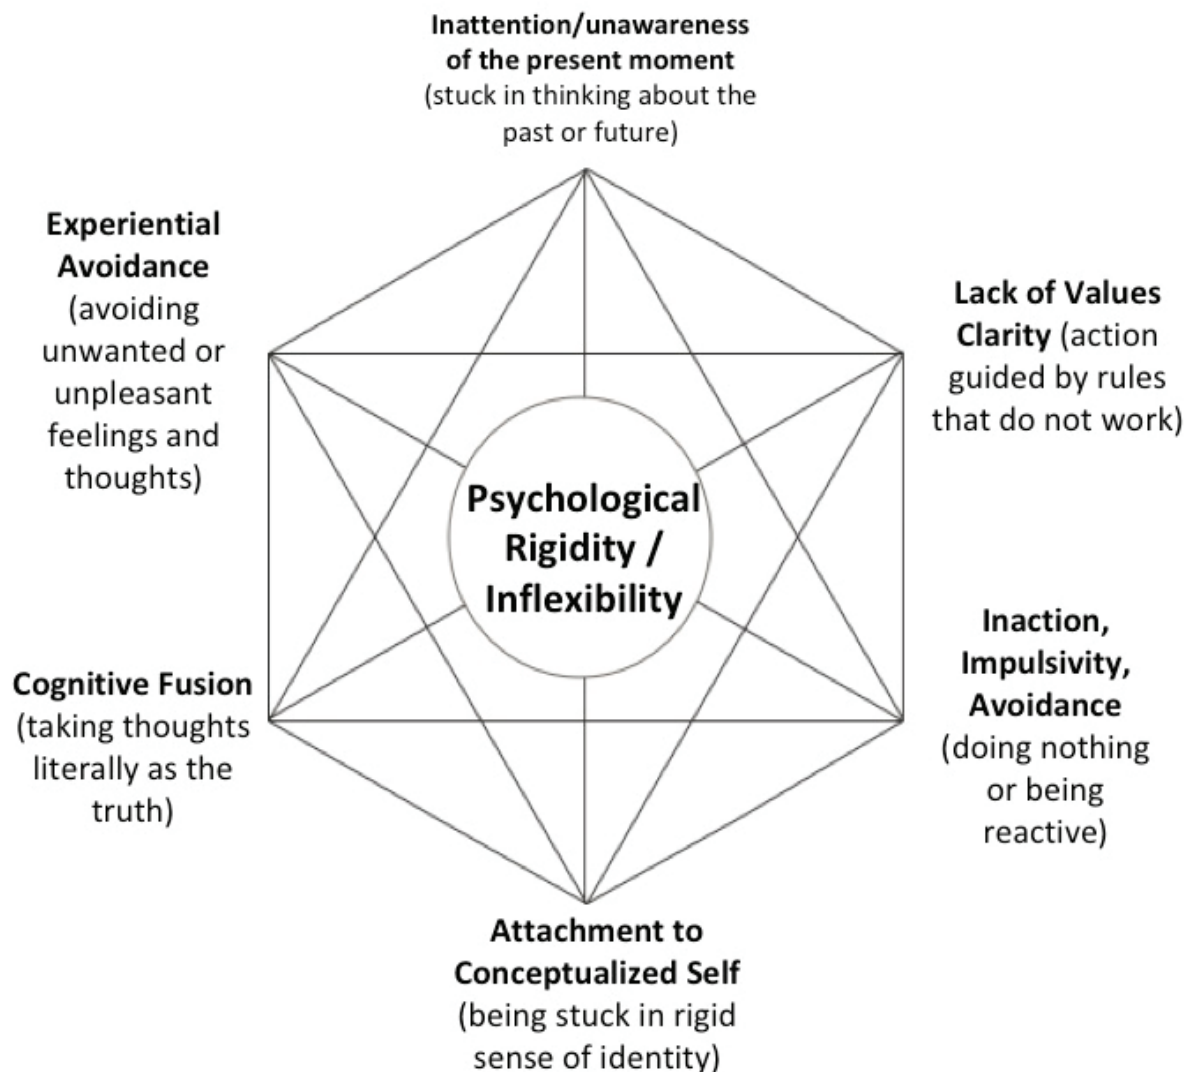 Inattention/unawareness
of the present moment
(stuck in thinking about the
past or future)
Experiential
Avoidance
(avoiding
unwanted or
unpleasant
feelings and
thoughts)
Lack of Values
Clarity (action
guided by rules
that do not work)
Psychological
Rigidity /
Inflexibility
Cognitive Fusion
(taking thoughts
literally as the
truth)
Inaction,
Impulsivity,
Avoidance
(doing nothing
or being
reactive)
Attachment to
Conceptualized Self
(being stuck in rigid
sense of identity)